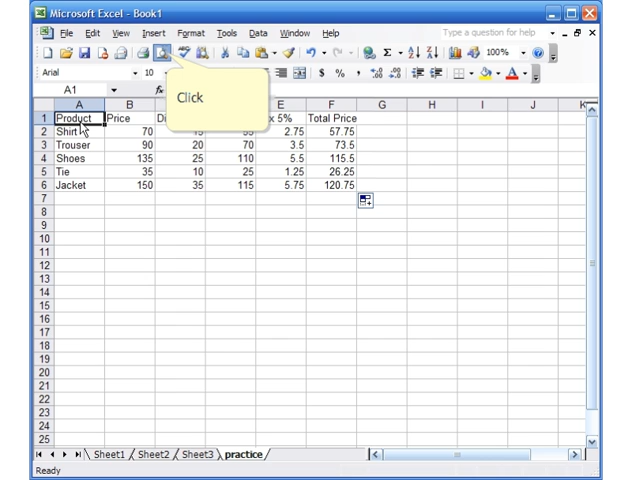 Microsoft Excel - Book1
File Edit View Insert Format Tools Data Window Help Type a question for help
100%
Arial 10 $ % ,
A1 fx
Click
A B E F G H I J K
1 Product Price Di x 5% Total Price
2 Shirt 70 15 55 2.75 57.75
3 Trouser 90 20 70 3.5 73.5
4 Shoes 135 25 110 5.5 115.5
5 Tie 35 10 25 1.25 26.25
6 Jacket 150 35 115 5.75 120.75
7
8
9
10
11
12
13
14
15
16
17
18
19
20
21
22
23
24
25
Sheet1 Sheet2 Sheet3 practice
Ready